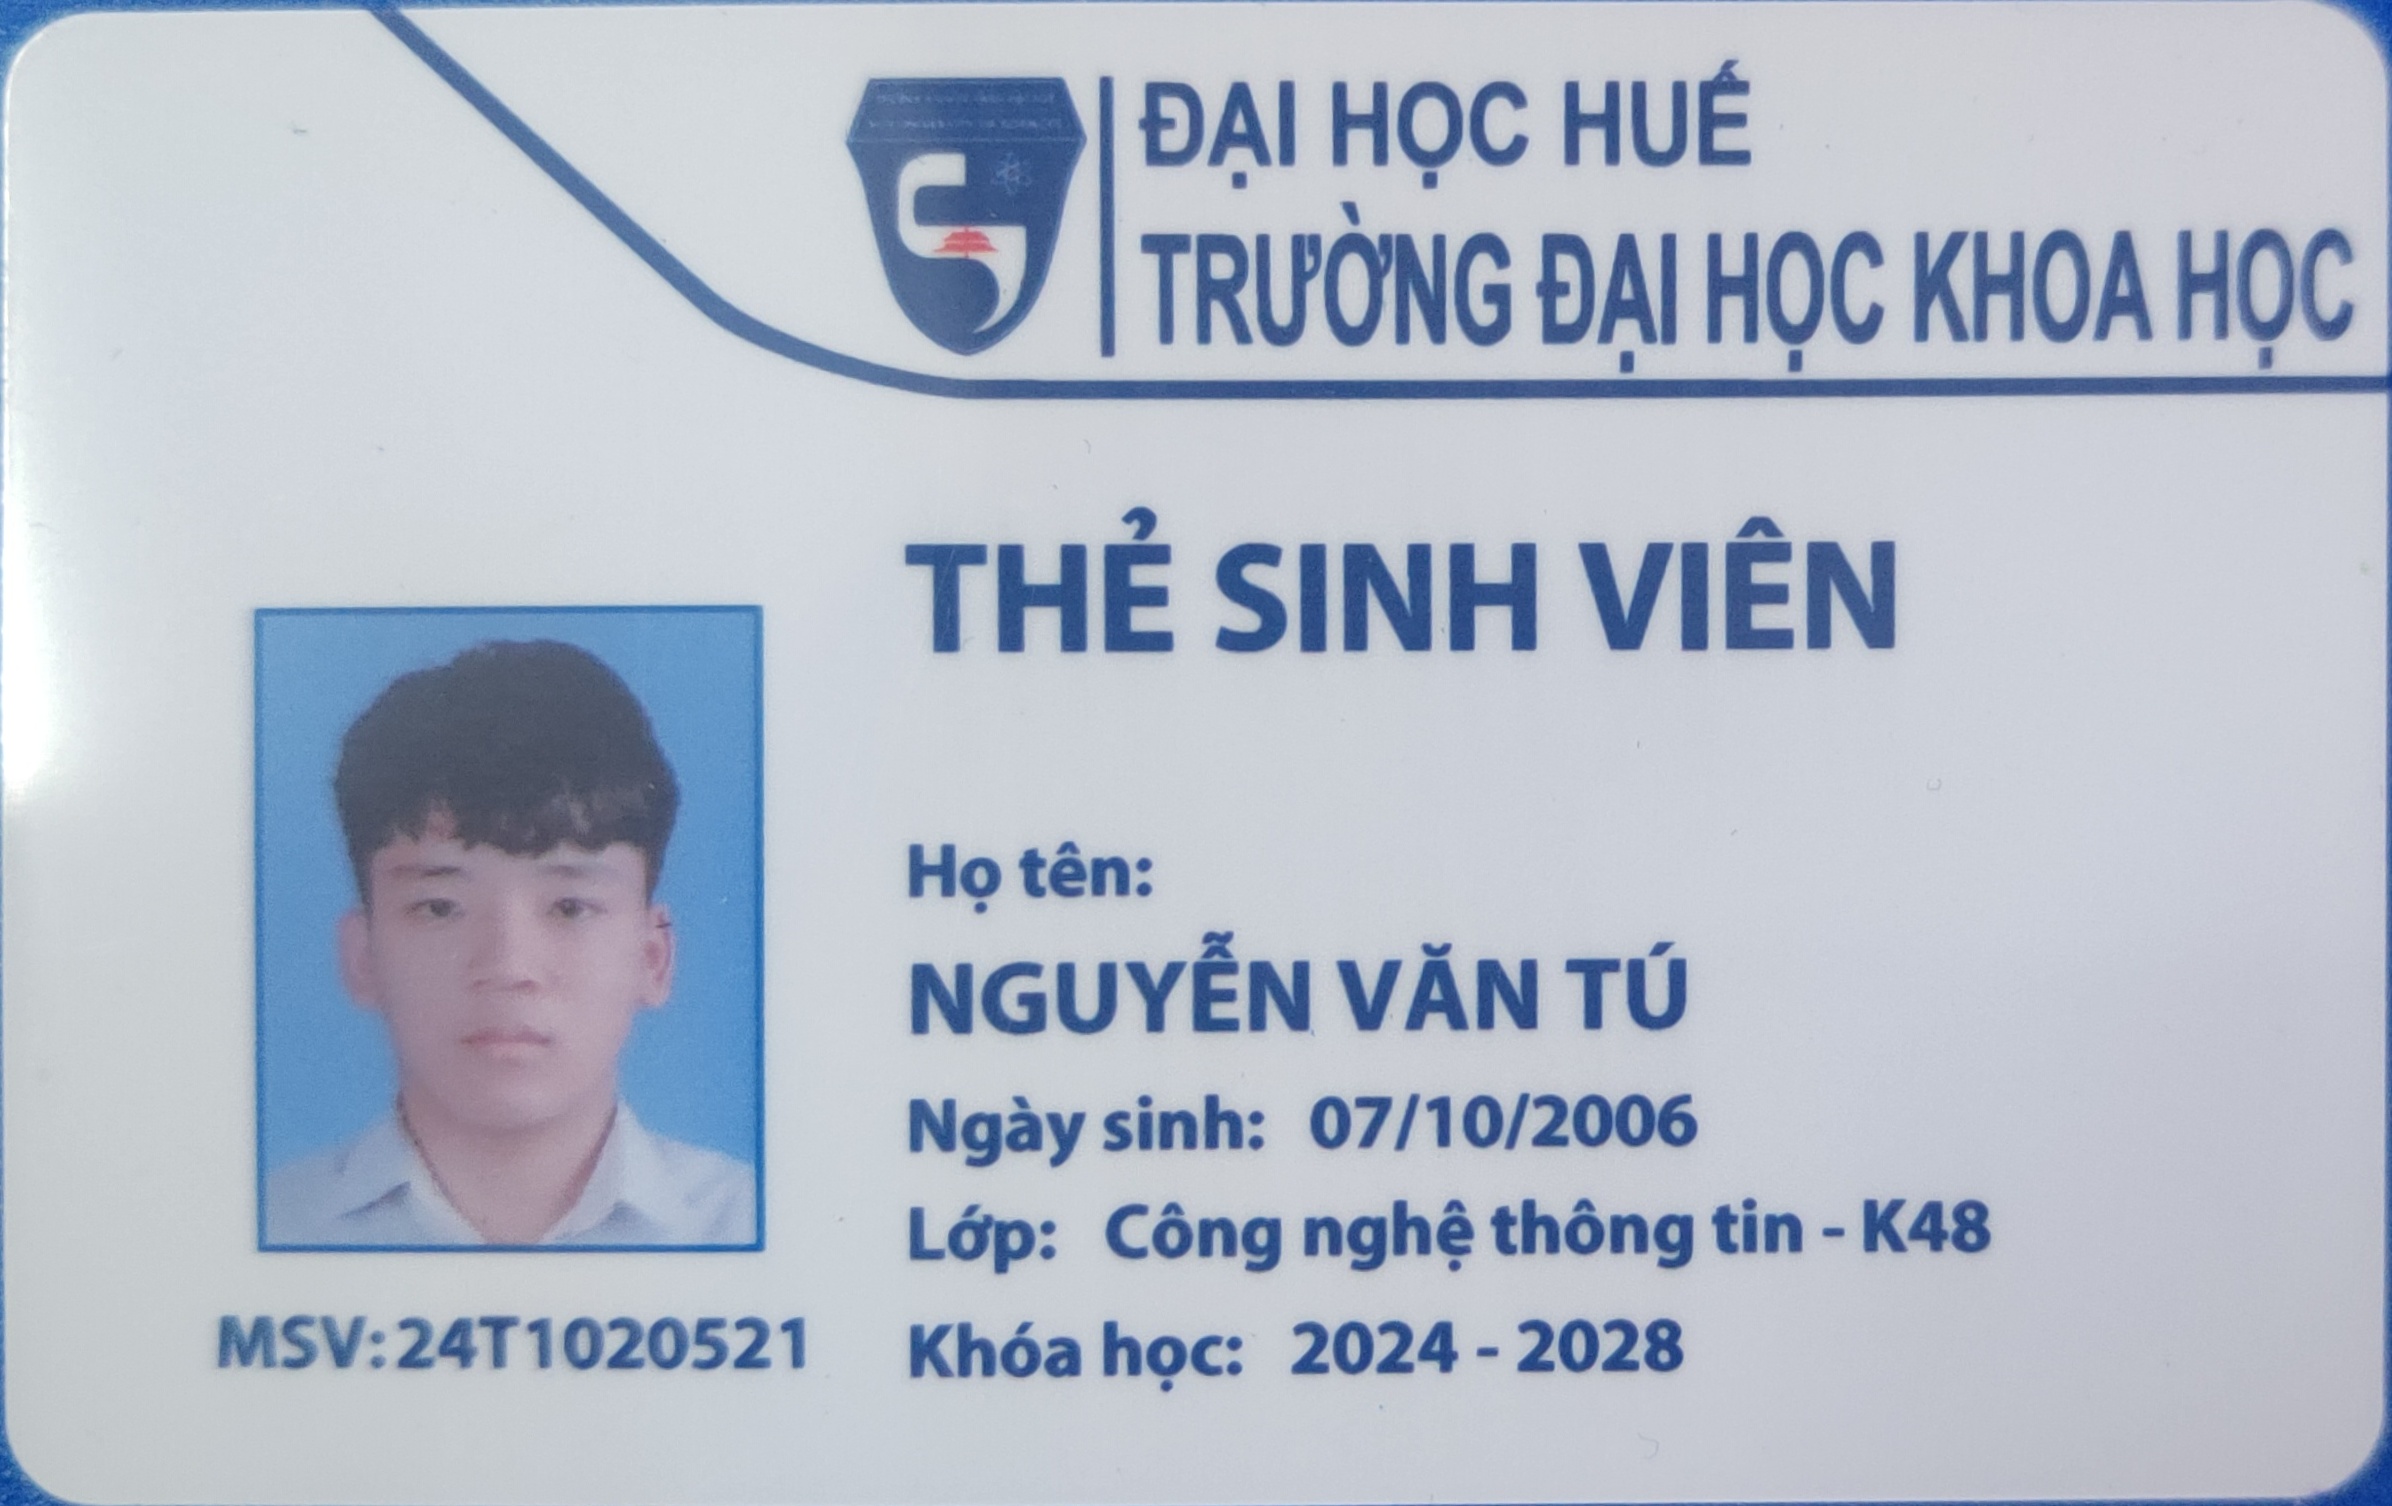 ĐẠI HỌC HUẾ
TRƯỜNG ĐẠI HỌC KHOA HỌC
THẺ SINH VIÊN
Họ tên:
NGUYỄN VĂN TÚ
Ngày sinh: 07/10/2006
Lớp: Công nghệ thông tin - K48
Khóa học: 2024 - 2028
MSV:24T1020521